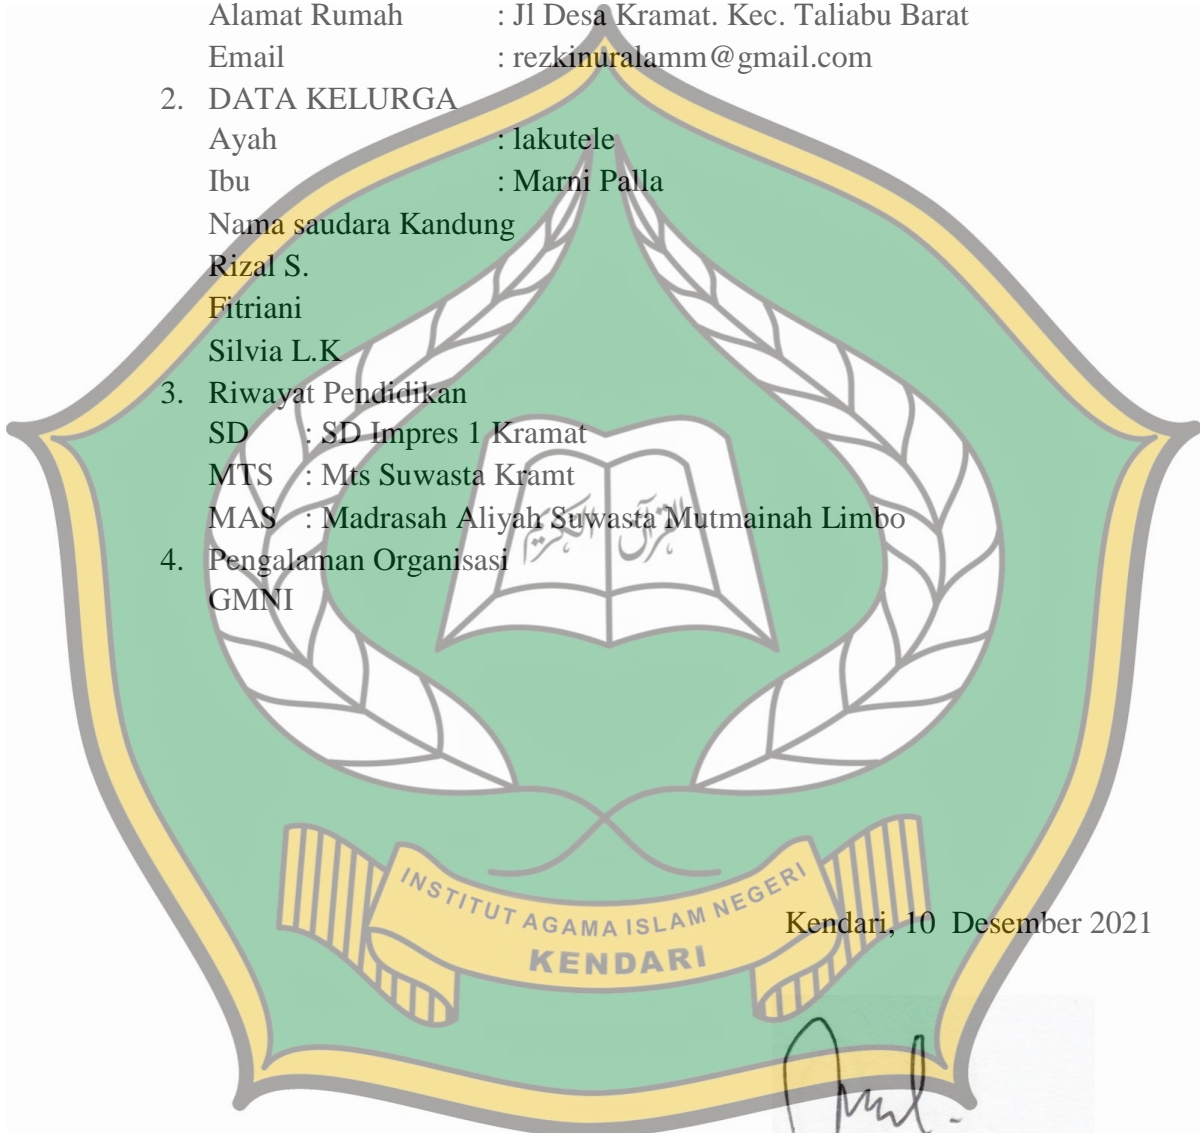 Alamat Rumah : Jl Desa Kramat. Kec. Taliabu Barat
Email : rezkinuralamm@gmail.com
2. DATA KELURGA
Ayah : lakutele
Ibu : Marni Palla
Nama saudara Kandung
Rizal S.
Fitriani
Silvia L.K
3. Riwayat Pendidikan
SD : SD Impres 1 Kramat
MTS : Mts Suwasta Kramt
MAS : Madrasah Aliyah Suwasta Mutmainah Limbo
4. Pengalaman Organisasi
GMNI
القرآن الكريم
INSTITUT AGAMA ISLAM NEGERI
KENDARI
Kendari, 10 Desember 2021